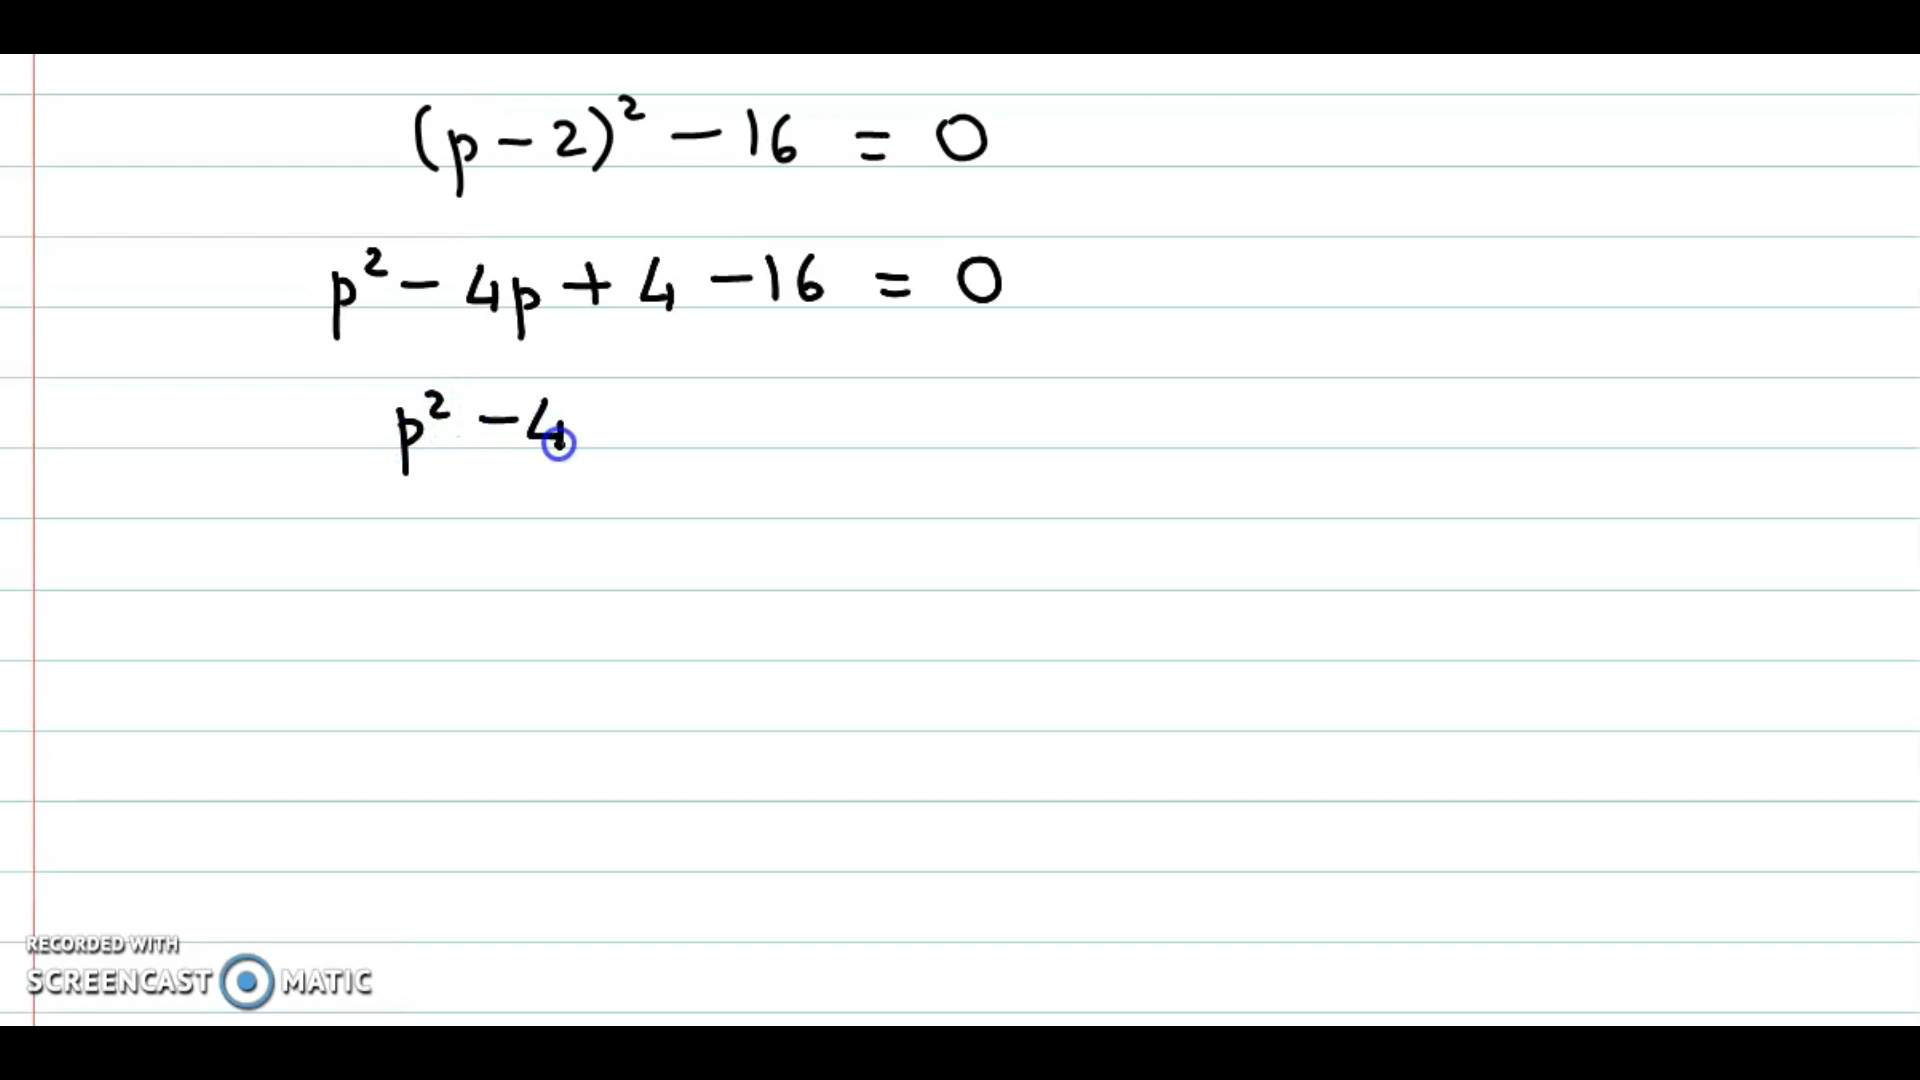 (p - 2)² - 16 = 0
p² - 4p + 4 - 16 = 0
p² - 4
RECORDED WITH
SCREENCAST MATIC